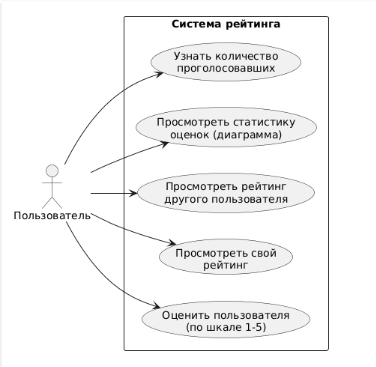 Система рейтинга
Узнать количество
проголосовавших
Просмотреть статистику
оценок (диаграмма)
Просмотреть рейтинг
другого пользователя
Пользователь
Просмотреть свой
рейтинг
Оценить пользователя
(по шкале 1-5)